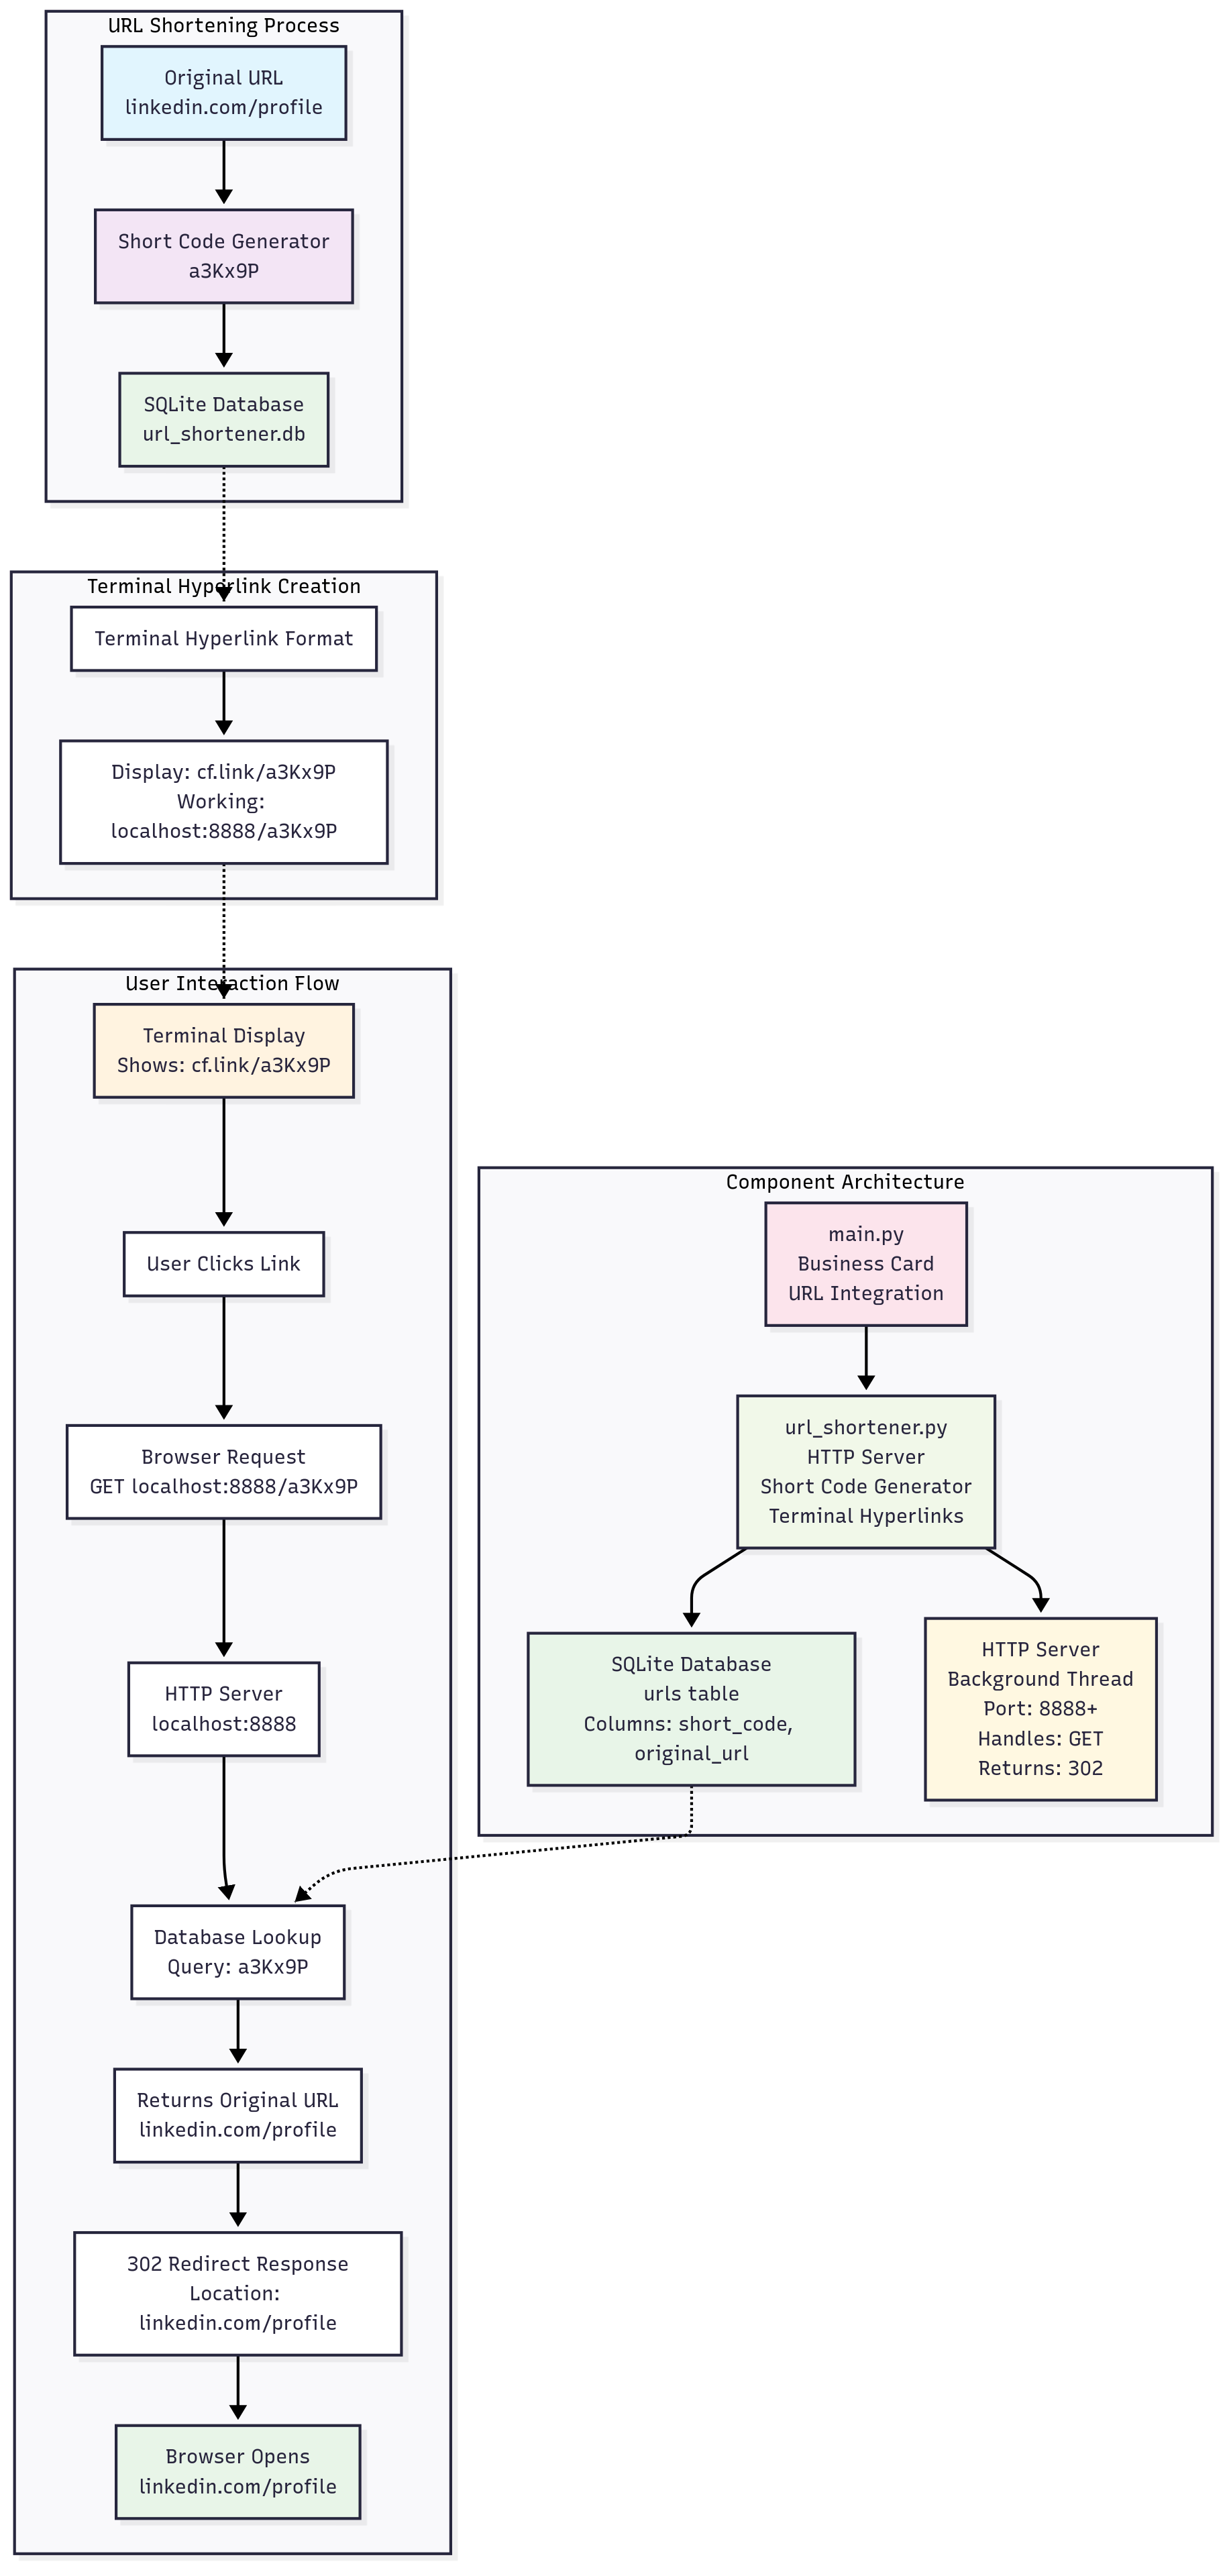 URL Shortening Process
Original URL
linkedin.com/profile
Short Code Generator
a3Kx9P
SQLite Database
url_shortener.db
Terminal Hyperlink Creation
Terminal Hyperlink Format
Display: cf.link/a3Kx9P
Working:
localhost:8888/a3Kx9P
User Interaction Flow
Terminal Display
Shows: cf.link/a3Kx9P
User Clicks Link
Browser Request
GET localhost:8888/a3Kx9P
HTTP Server
localhost:8888
Database Lookup
Query: a3Kx9P
Returns Original URL
linkedin.com/profile
302 Redirect Response
Location:
linkedin.com/profile
Browser Opens
linkedin.com/profile
Component Architecture
main.py
Business Card
URL Integration
url_shortener.py
HTTP Server
Short Code Generator
Terminal Hyperlinks
SQLite Database
urls table
Columns: short_code,
original_url
HTTP Server
Background Thread
Port: 8888+
Handles: GET
Returns: 302